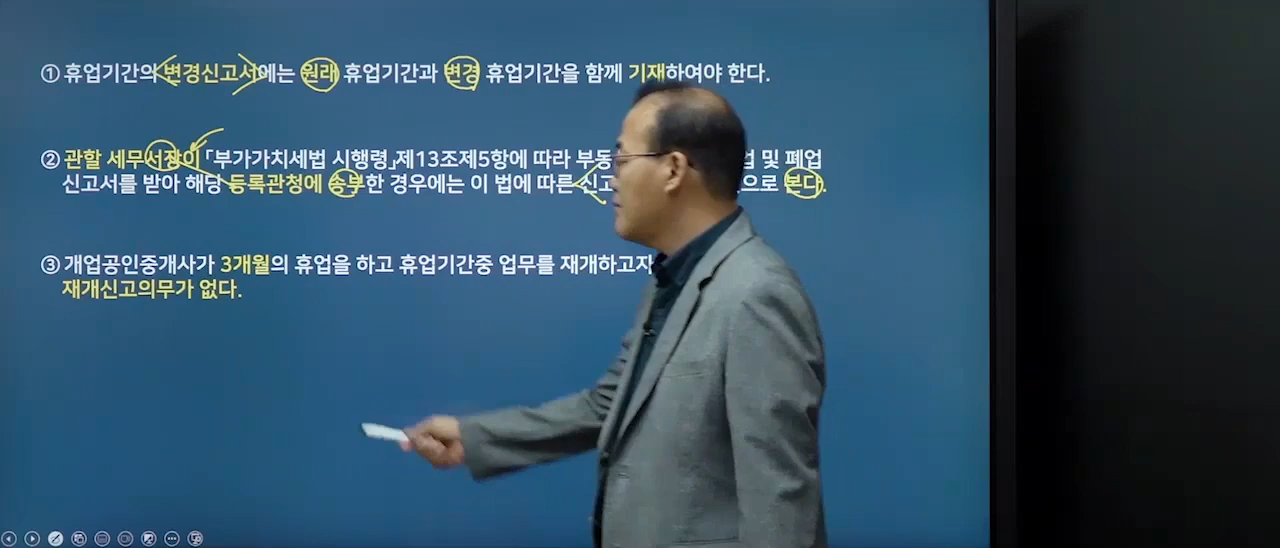 ① 휴업기간의 변경신고서에는 원래 휴업기간과 변경 휴업기간을 함께 기재하여야 한다.
② 관할 세무서장이 「부가가치세법 시행령」제13조제5항에 따라 부동 및 폐업
신고서를 받아 해당 등록관청에 송부한 경우에는 이 법에 따른 신고 으로 본다.
③ 개업공인중개사가 3개월의 휴업을 하고 휴업기간중 업무를 재개하고자
재개신고의무가 없다.